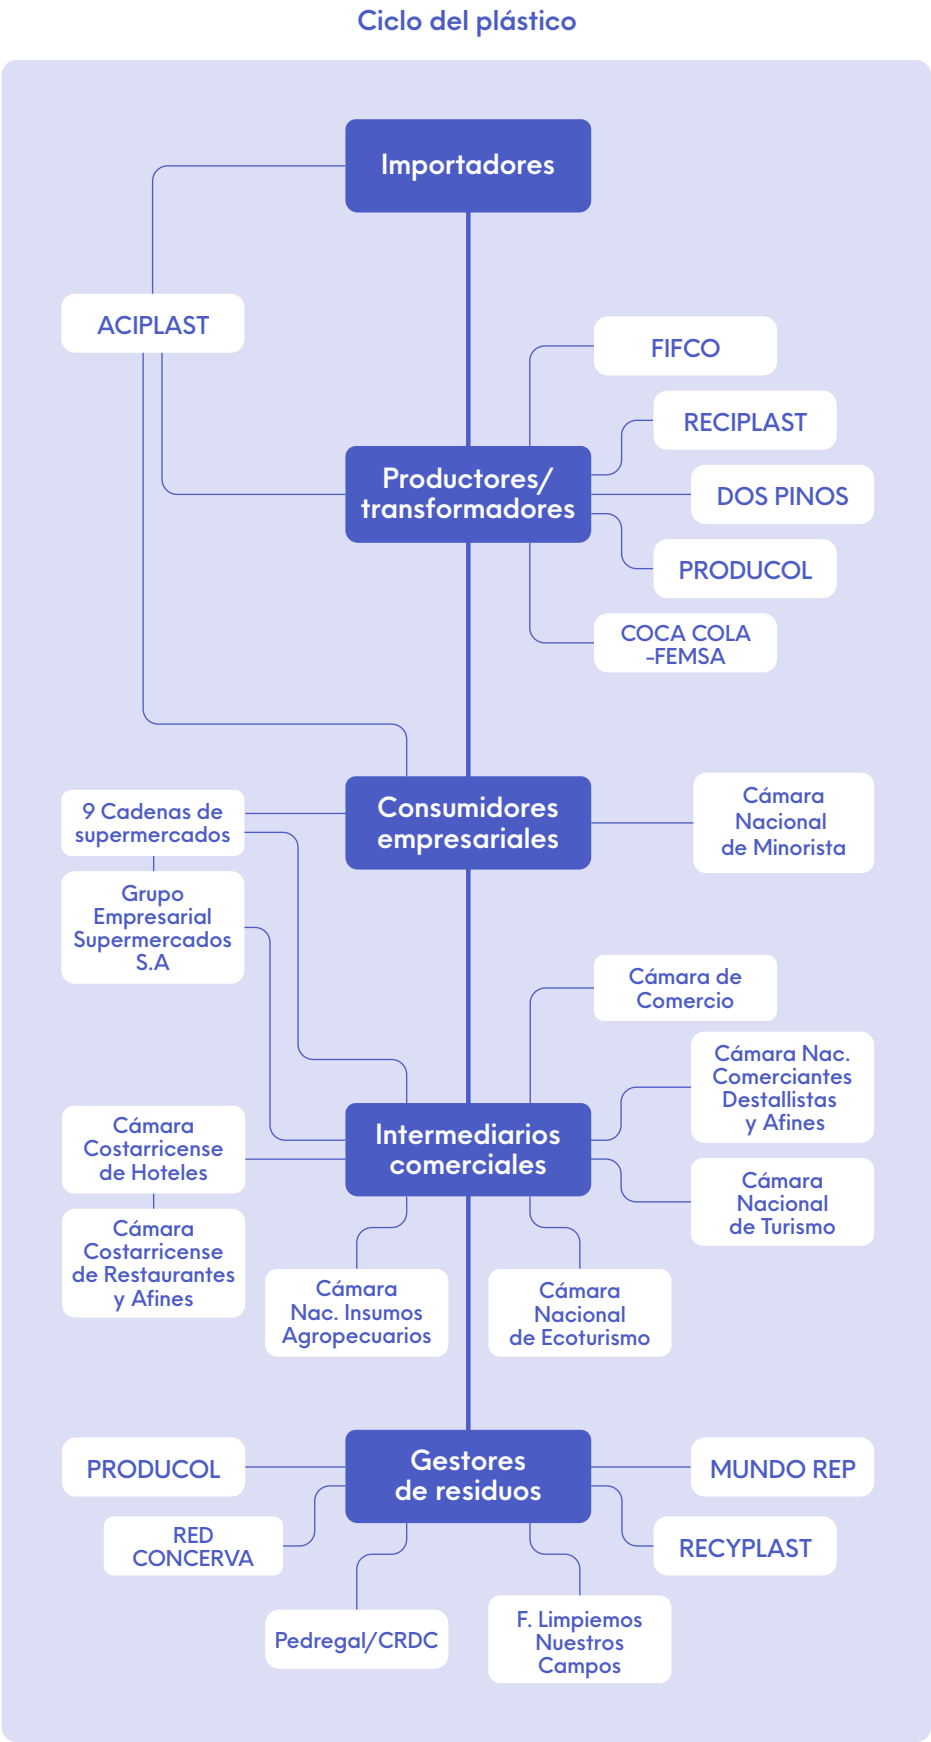 Ciclo del plástico
Importadores
ACIPLAST
FIFCO
RECIPLAST
Productores/
transformadores
DOS PINOS
PRODUCOL
COCA COLA
-FEMSA
9 Cadenas de
supermercados
Consumidores
empresariales
Cámara
Nacional
de Minorista
Grupo
Empresarial
Supermercados
S.A
Cámara de
Comercio
Cámara Nac.
Comerciantes
Destallistas
y Afines
Cámara
Costarricense
de Hoteles
Intermediarios
comerciales
Cámara
Nacional
de Turismo
Cámara
Costarricense
de Restaurantes
y Afines
Cámara
Nac. Insumos
Agropecuarios
Cámara
Nacional
de Ecoturismo
PRODUCOL
Gestores
de residuos
MUNDO REP
RED
CONCERVA
RECYPLAST
Pedregal/CRDC
F. Limpiemos
Nuestros
Campos